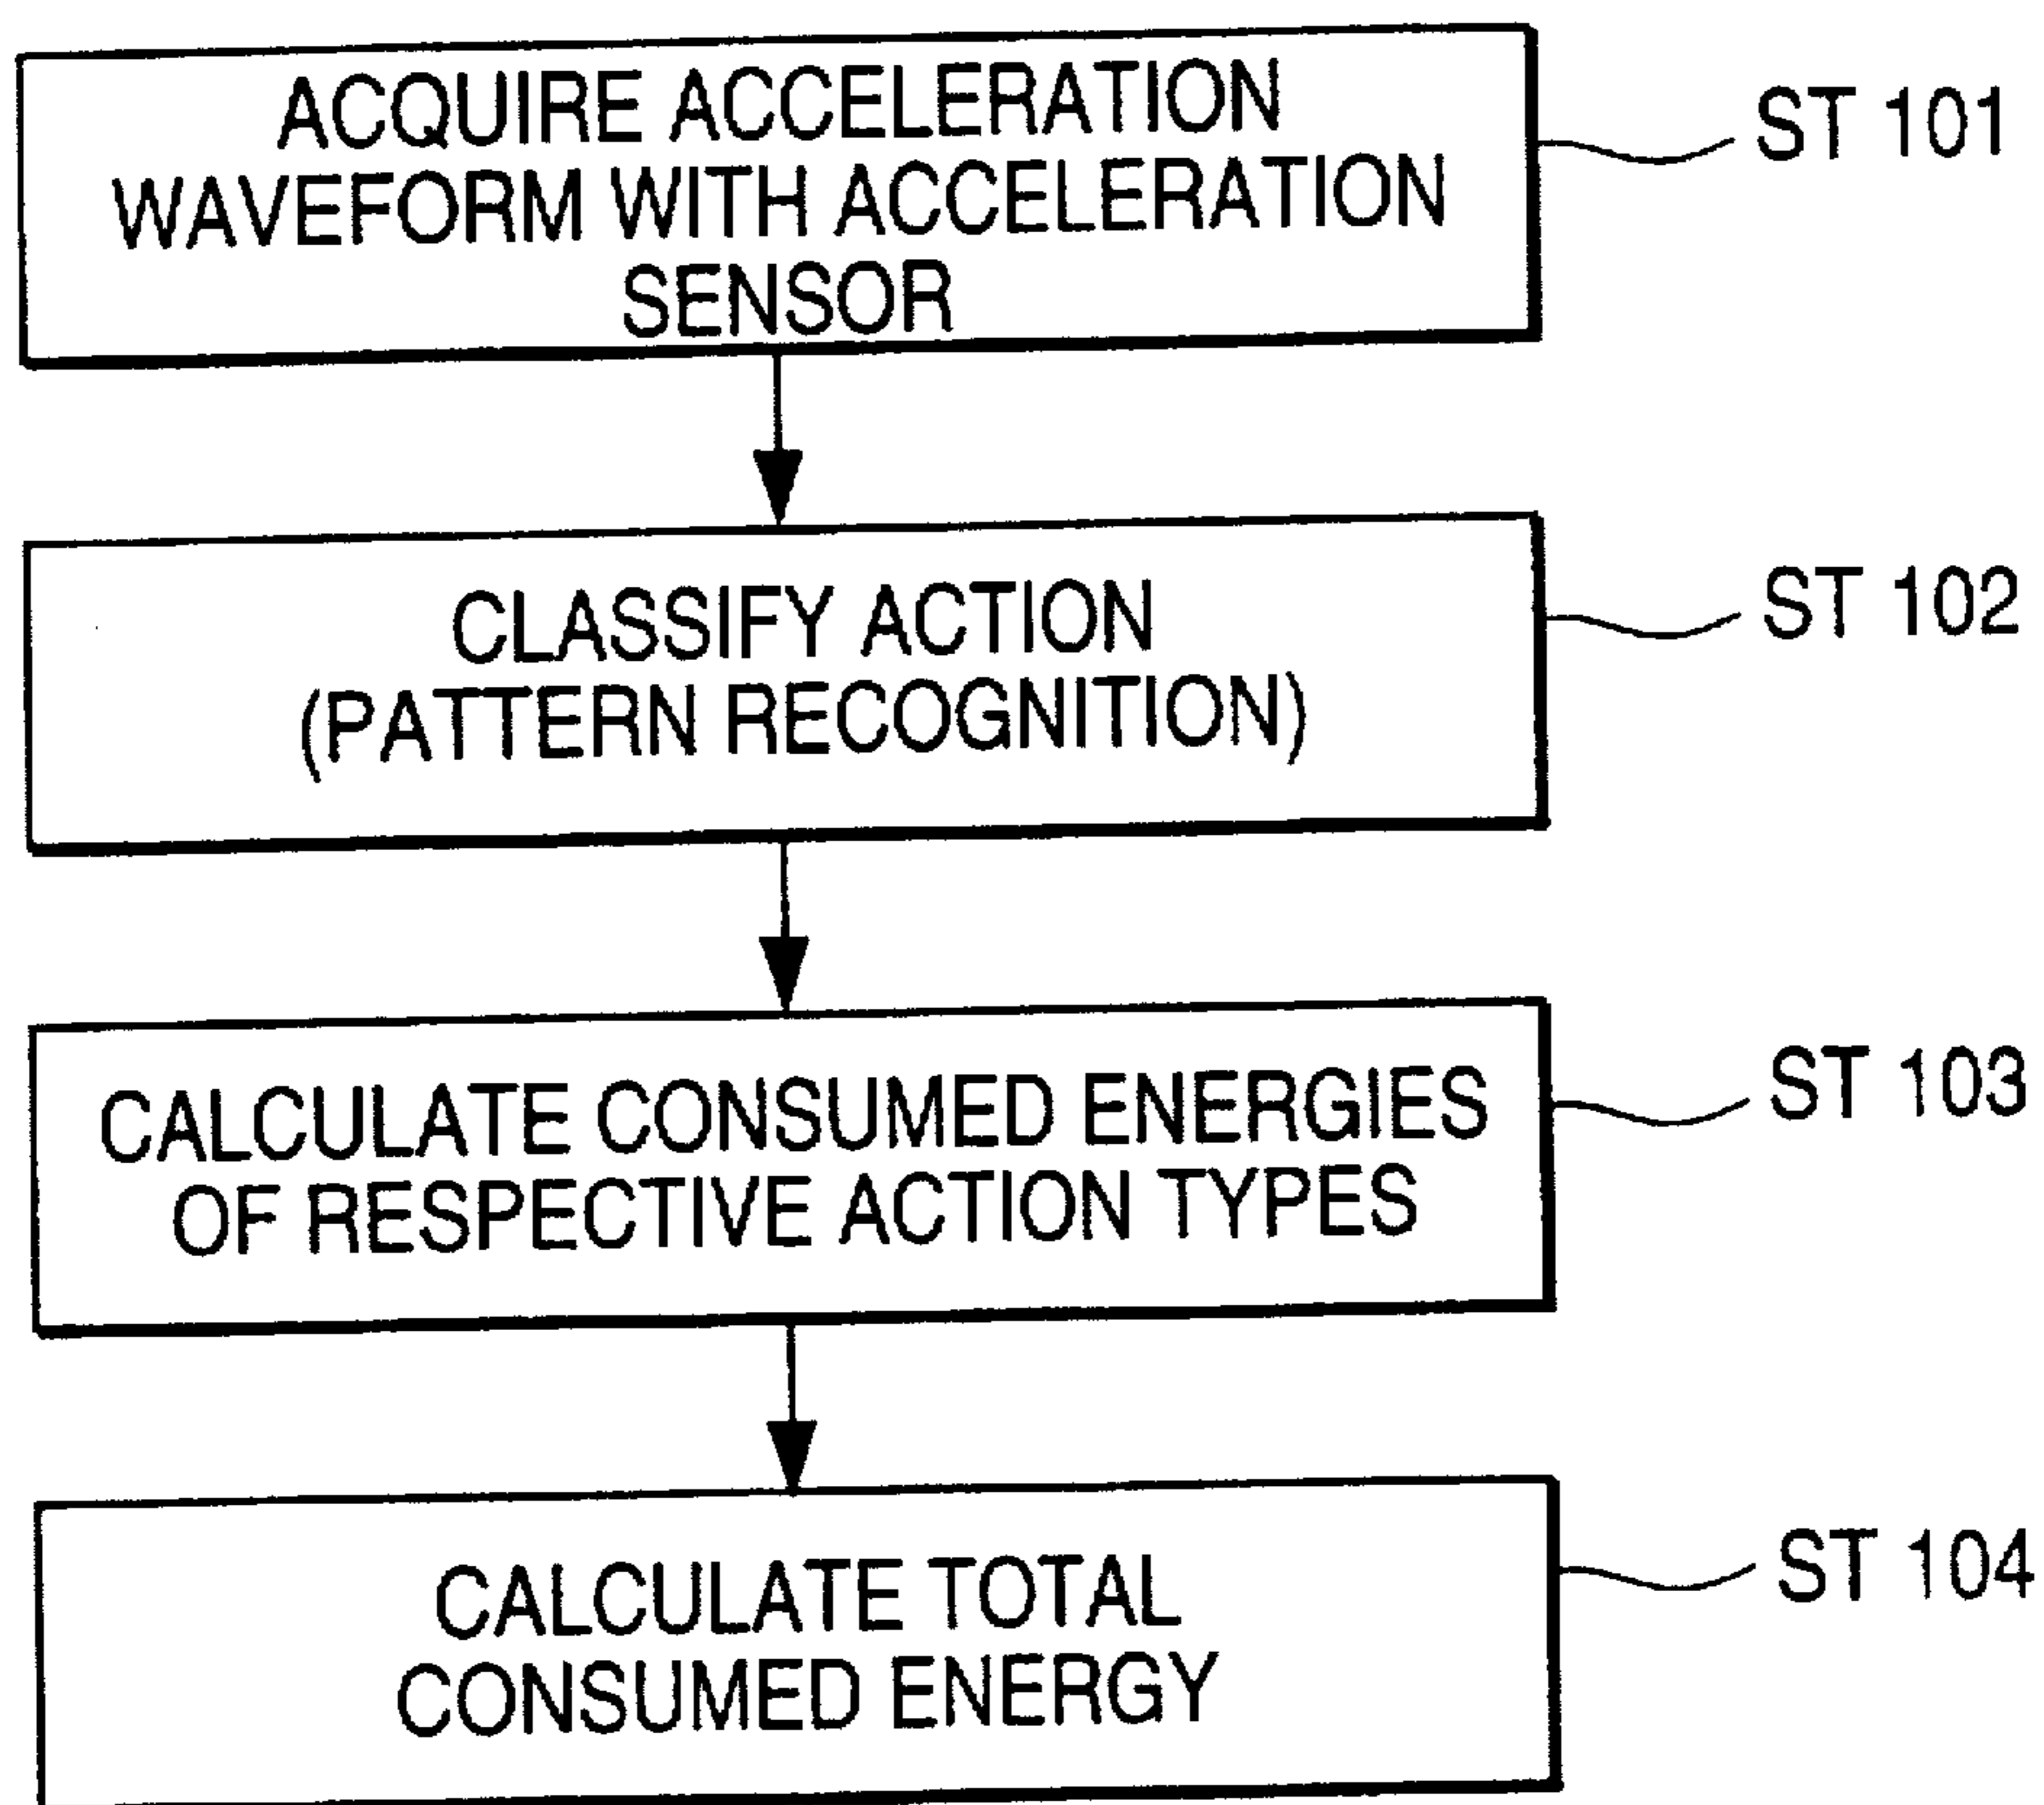 ACQUIRE ACCELERATION
WAVEFORM WITH ACCELERATION
SENSOR
ST 101
CLASSIFY ACTION
(PATTERN RECOGNITION)
ST 102
CALCULATE CONSUMED ENERGIES
OF RESPECTIVE ACTION TYPES
ST 103
CALCULATE TOTAL
CONSUMED ENERGY
ST 104